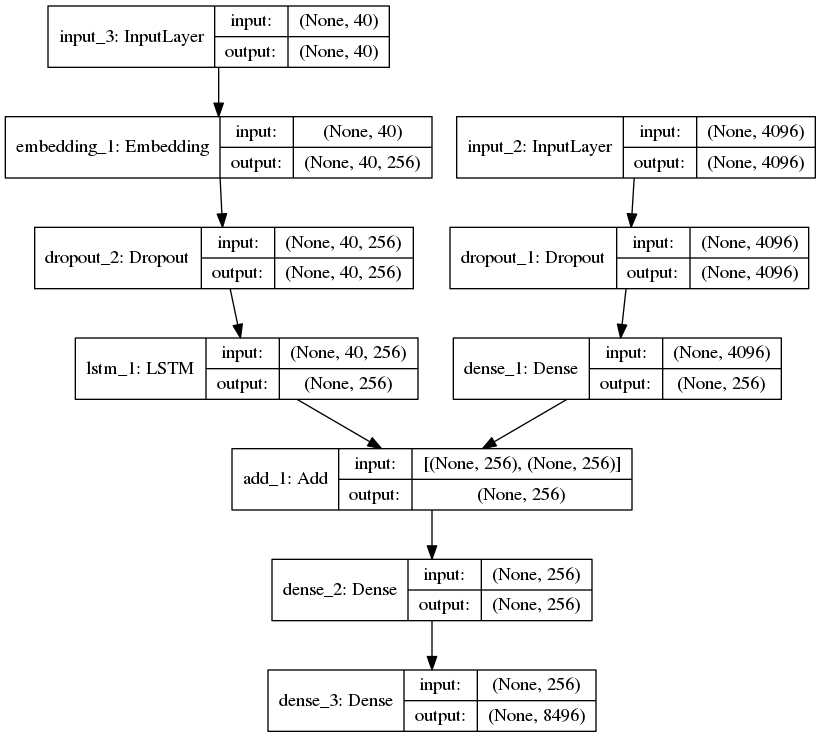 input_3: InputLayer input: (None, 40)
output: (None, 40)
embedding_1: Embedding input: (None, 40)
output: (None, 40, 256)
input_2: InputLayer input: (None, 4096)
output: (None, 4096)
dropout_2: Dropout input: (None, 40, 256)
output: (None, 40, 256)
dropout_1: Dropout input: (None, 4096)
output: (None, 4096)
lstm_1: LSTM input: (None, 40, 256)
output: (None, 256)
dense_1: Dense input: (None, 4096)
output: (None, 256)
add_1: Add input: [(None, 256), (None, 256)]
output: (None, 256)
dense_2: Dense input: (None, 256)
output: (None, 256)
dense_3: Dense input: (None, 256)
output: (None, 8496)